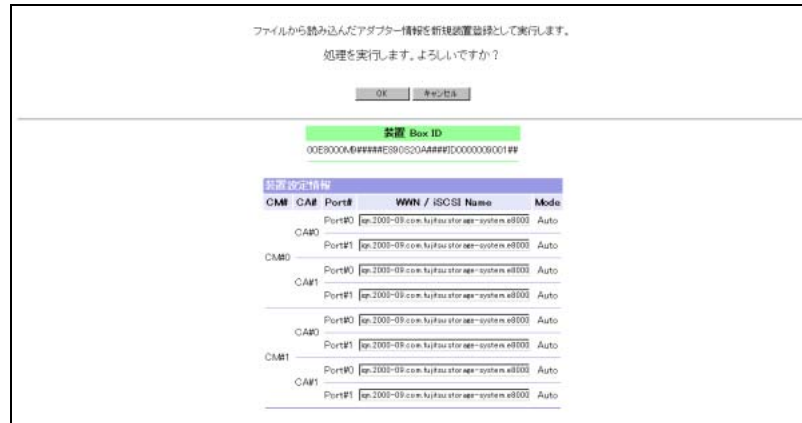 ファイルから読み込んだアダプター情報を新規装置登録として実行します。
処理を実行します。よろしいですか？
OK キャンセル
装置 Box ID
00E8000M9#####E890S20A####ID0000009001##
装置設定情報
CM# CA# Port# WWN / iSCSI Name Mode
CM#0 CA#0 Port#0 iqn.2000-09.com.fujitsu:storage-system.e8000 Auto
Port#1 iqn.2000-09.com.fujitsu:storage-system.e8000 Auto
CA#1 Port#0 iqn.2000-09.com.fujitsu:storage-system.e8000 Auto
Port#1 iqn.2000-09.com.fujitsu:storage-system.e8000 Auto
CM#1 CA#0 Port#0 iqn.2000-09.com.fujitsu:storage-system.e8000 Auto
Port#1 iqn.2000-09.com.fujitsu:storage-system.e8000 Auto
CA#1 Port#0 iqn.2000-09.com.fujitsu:storage-system.e8000 Auto
Port#1 iqn.2000-09.com.fujitsu:storage-system.e8000 Auto